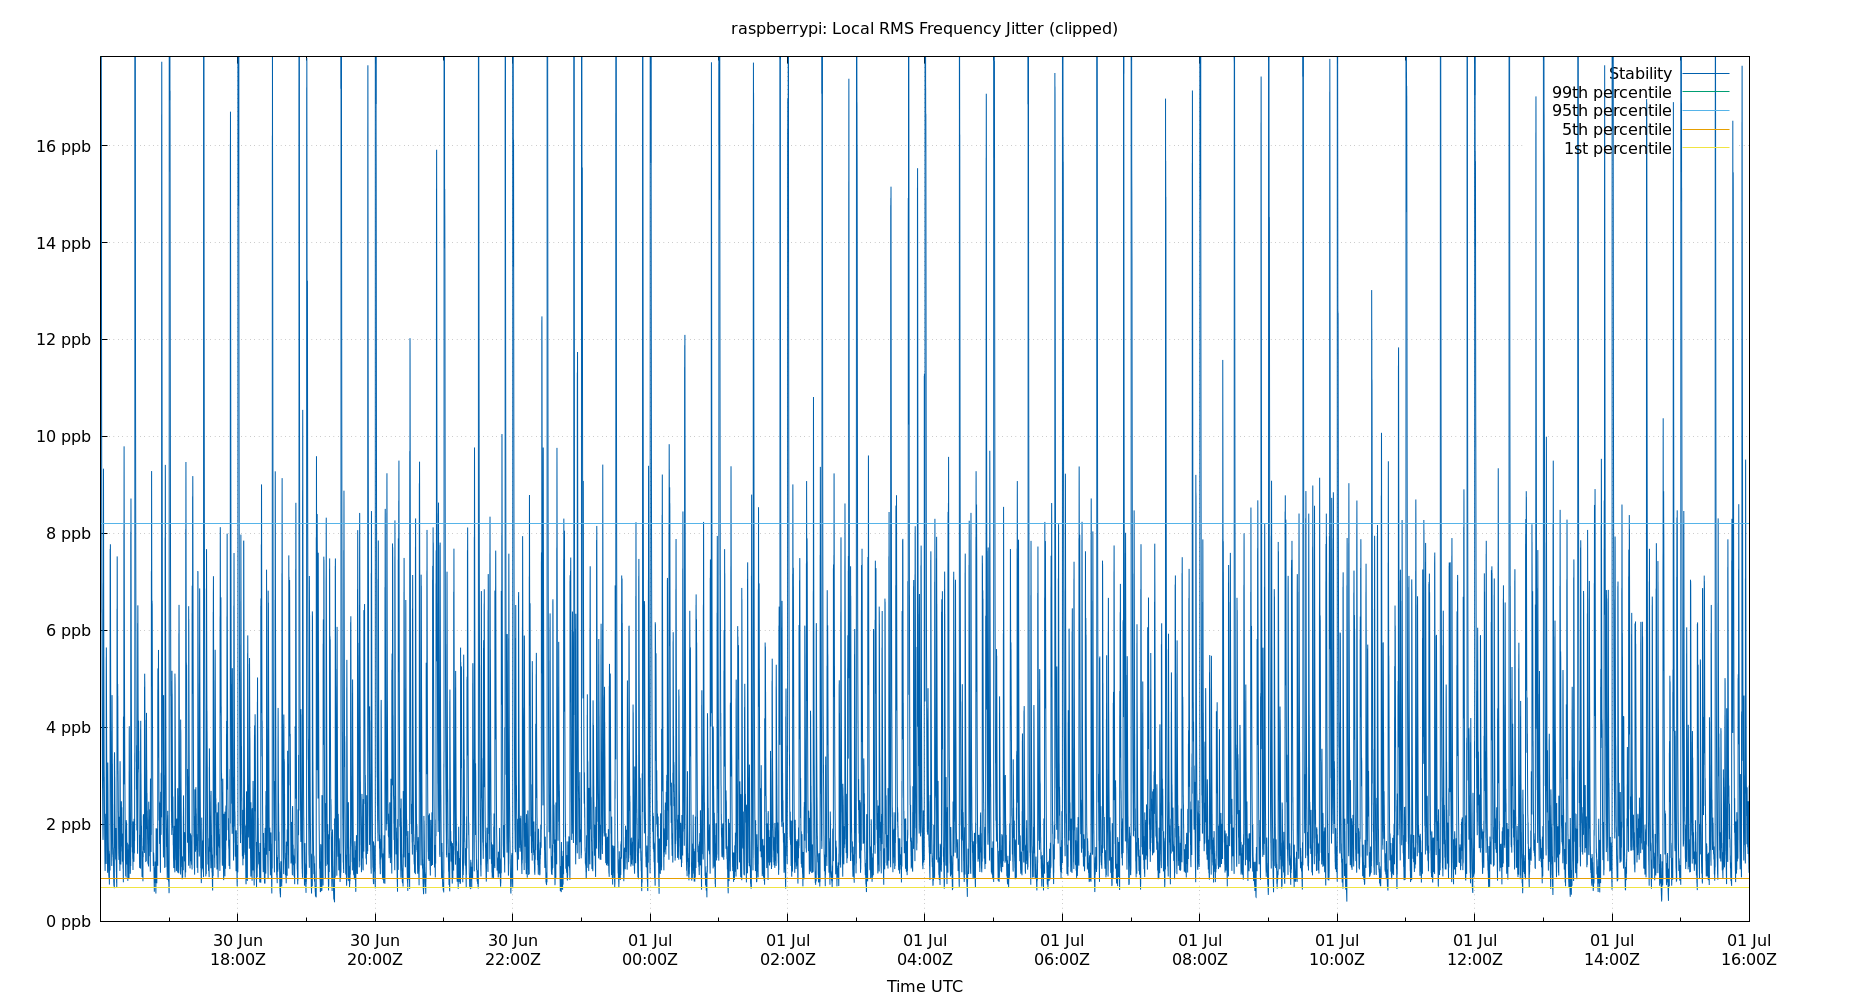 raspberrypi: Local RMS Frequency Jitter (clipped)
Stability
99th percentile
95th percentile
5th percentile
1st percentile
16 ppb
14 ppb
12 ppb
10 ppb
8 ppb
6 ppb
4 ppb
2 ppb
0 ppb
30 Jun 30 Jun 30 Jun 01 Jul 01 Jul 01 Jul 01 Jul 01 Jul 01 Jul 01 Jul 01 Jul 01 Jul
18:00Z 20:00Z 22:00Z 00:00Z 02:00Z 04:00Z 06:00Z 08:00Z 10:00Z 12:00Z 14:00Z 16:00Z
Time UTC